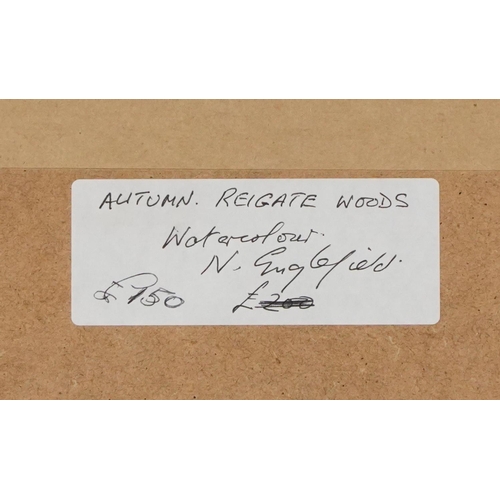 AUTUMN. REIGATE WOODS
Watercolour.
N. Englefield.
£150 £200